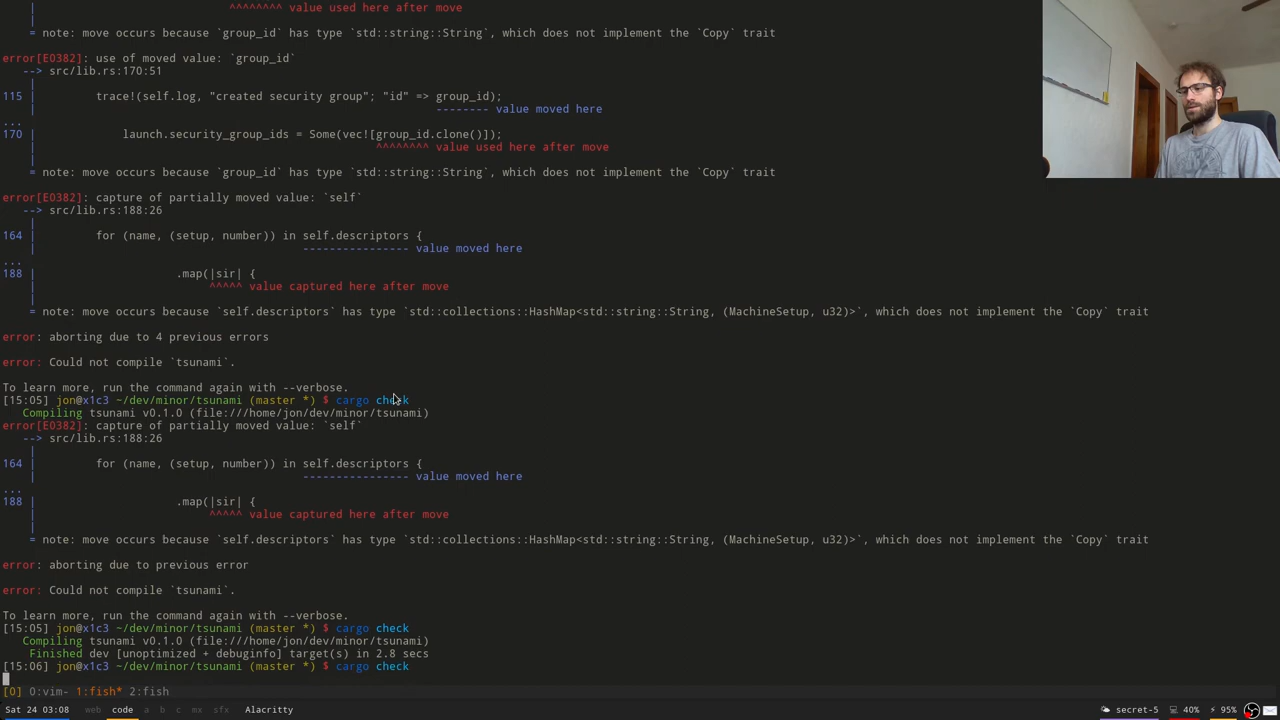 |                              ^^^^^^^^ value used here after move
|
= note: move occurs because `group_id` has type `std::string::String`, which does not implement the `Copy` trait
error[E0382]: use of moved value: `group_id`
--> src/lib.rs:170:51
|
115 |         trace!(self.log, "created security group"; "id" => group_id);
|                                                    -------- value moved here
...
170 |             launch.security_group_ids = Some(vec![group_id.clone()]);
|                                                   ^^^^^^^^ value used here after move
|
= note: move occurs because `group_id` has type `std::string::String`, which does not implement the `Copy` trait
error[E0382]: capture of partially moved value: `self`
--> src/lib.rs:188:26
|
164 |         for (name, (setup, number)) in self.descriptors {
|                                        ---------------- value moved here
...
188 |                     .map(|sir| {
|                          ^^^^^ value captured here after move
|
= note: move occurs because `self.descriptors` has type `std::collections::HashMap<std::string::String, (MachineSetup, u32)>`, which does not implement the `Copy` trait
error: aborting due to 4 previous errors
error: Could not compile `tsunami`.
To learn more, run the command again with --verbose.
[15:05] jon@x1c3 ~/dev/minor/tsunami (master *) $ cargo check
Compiling tsunami v0.1.0 (file:///home/jon/dev/minor/tsunami)
error[E0382]: capture of partially moved value: `self`
--> src/lib.rs:188:26
|
164 |         for (name, (setup, number)) in self.descriptors {
|                                        ---------------- value moved here
...
188 |                     .map(|sir| {
|                          ^^^^^ value captured here after move
|
= note: move occurs because `self.descriptors` has type `std::collections::HashMap<std::string::String, (MachineSetup, u32)>`, which does not implement the `Copy` trait
error: aborting due to previous error
error: Could not compile `tsunami`.
To learn more, run the command again with --verbose.
[15:05] jon@x1c3 ~/dev/minor/tsunami (master *) $ cargo check
Compiling tsunami v0.1.0 (file:///home/jon/dev/minor/tsunami)
Finished dev [unoptimized + debuginfo] target(s) in 2.8 secs
[15:06] jon@x1c3 ~/dev/minor/tsunami (master *) $ cargo check
[0] 0:vim- 1:fish* 2:fish
Sat 24 03:08 web code a b c mx sfx Alacritty secret-5 40% 95%